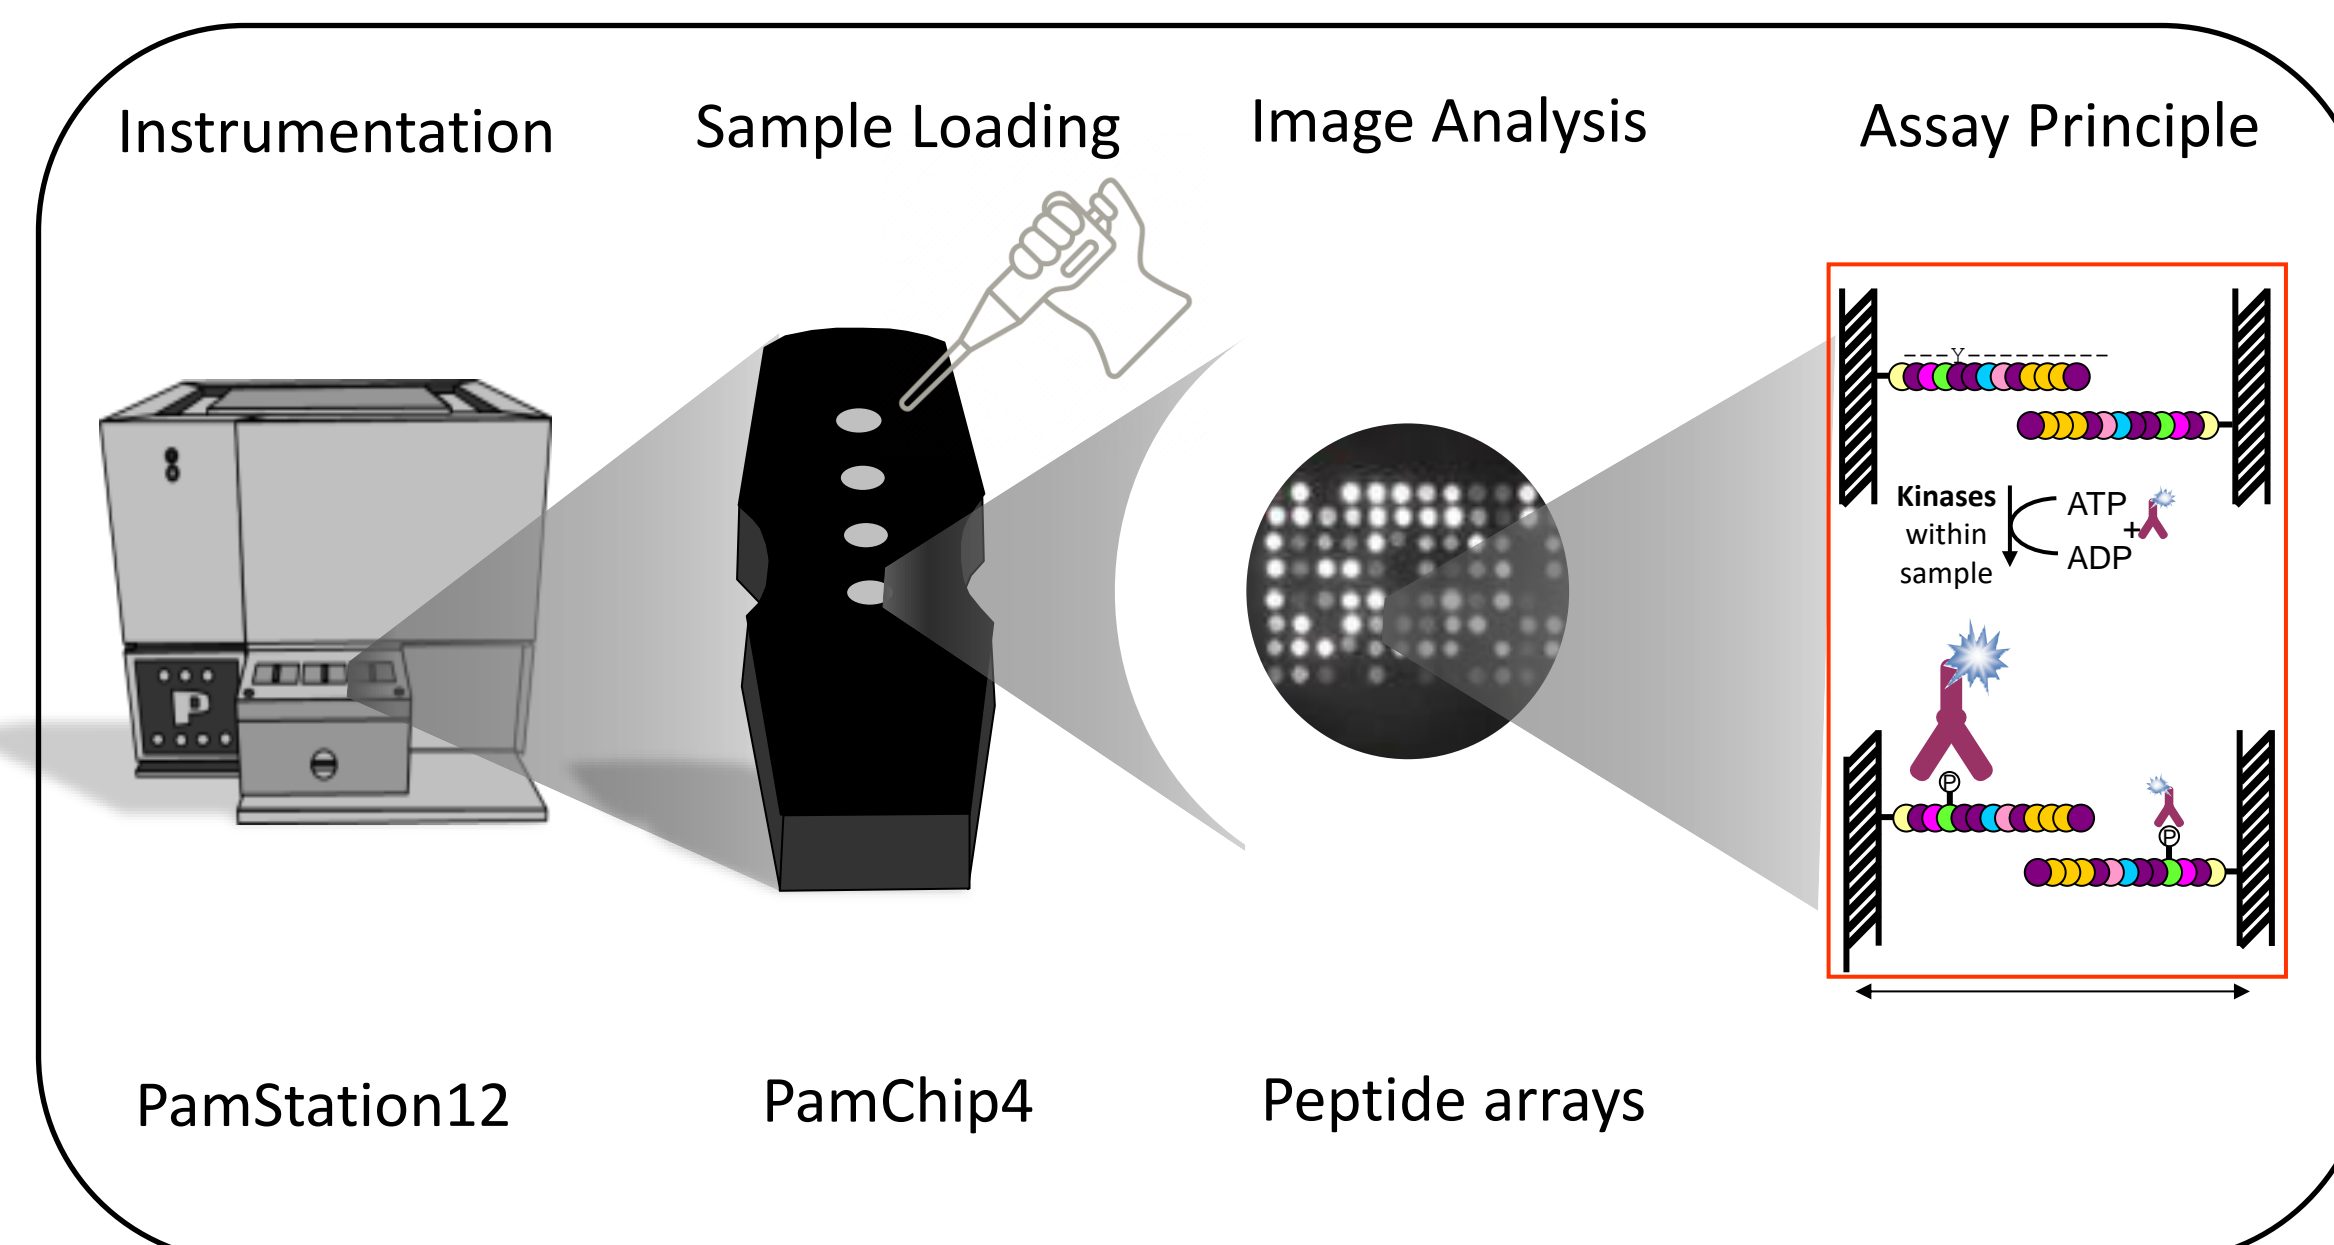 Instrumentation
Sample Loading
Image Analysis
Assay Principle
---Y----------
Kinases
within
sample
ATP
+
ADP
P
P
P
PamStation12
PamChip4
Peptide arrays